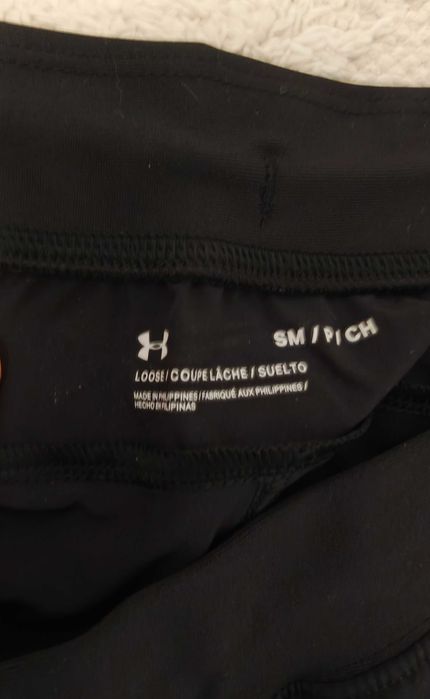 SM / P / CH
LOOSE / COUPE LÂCHE / SUELTO
MADE IN PHILIPPINES / FABRIQUÉ AUX PHILIPPINES /
HECHO EN FILIPINAS